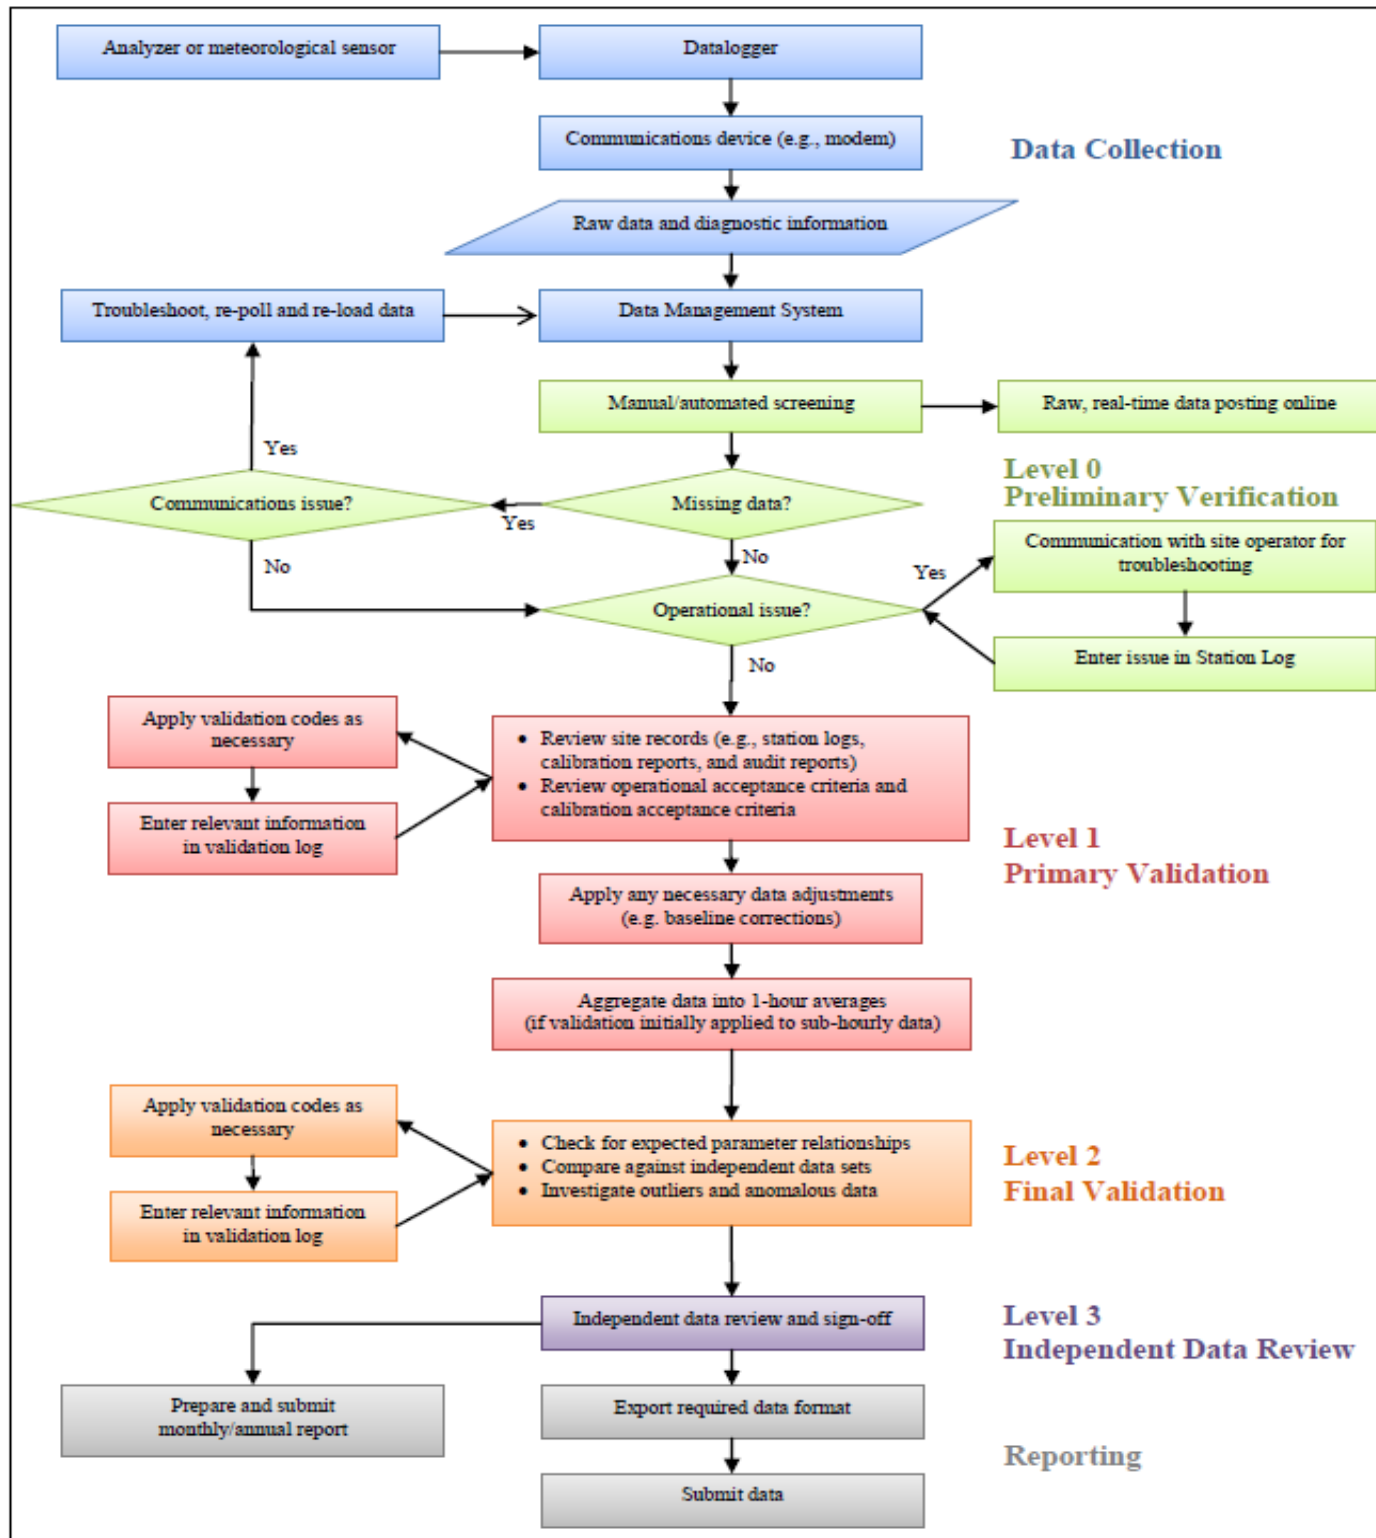 Analyzer or meteorological sensor
Datalogger
Communications device (e.g., modem)
Data Collection
Raw data and diagnostic information
Troubleshoot, re-poll and re-load data
Data Management System
Manual/automated screening
Raw, real-time data posting online
Yes
Level 0
Preliminary Verification
Communications issue?
Yes
Missing data?
No
No
Yes
Communication with site operator for
troubleshooting
Operational issue?
Enter issue in Station Log
No
Apply validation codes as
necessary
Enter relevant information
in validation log
• Review site records (e.g., station logs,
calibration reports, and audit reports)
• Review operational acceptance criteria and
calibration acceptance criteria
Level 1
Primary Validation
Apply any necessary data adjustments
(e.g. baseline corrections)
Aggregate data into 1-hour averages
(if validation initially applied to sub-hourly data)
Apply validation codes as
necessary
Enter relevant information
in validation log
• Check for expected parameter relationships
• Compare against independent data sets
• Investigate outliers and anomalous data
Level 2
Final Validation
Independent data review and sign-off
Level 3
Independent Data Review
Prepare and submit
monthly/annual report
Export required data format
Reporting
Submit data